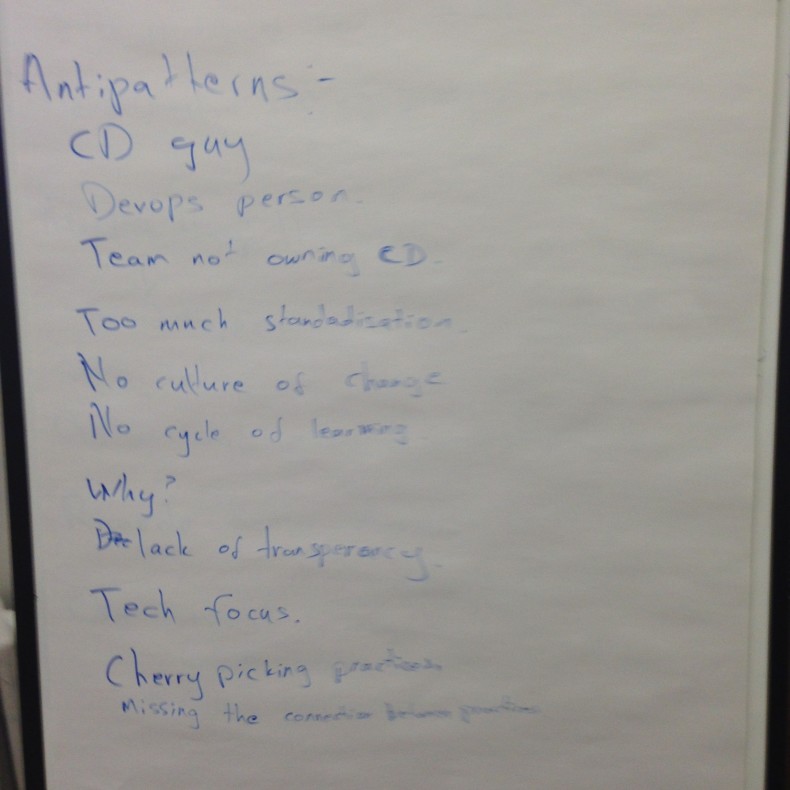 Antipatterns:-
CD guy
Devops person.
Team not owning CD.
Too much standadisation.
No culture of change
No cycle of learning
Why?
lack of transperency.
Tech focus.
Cherry picking practices
Missing the connection between practices